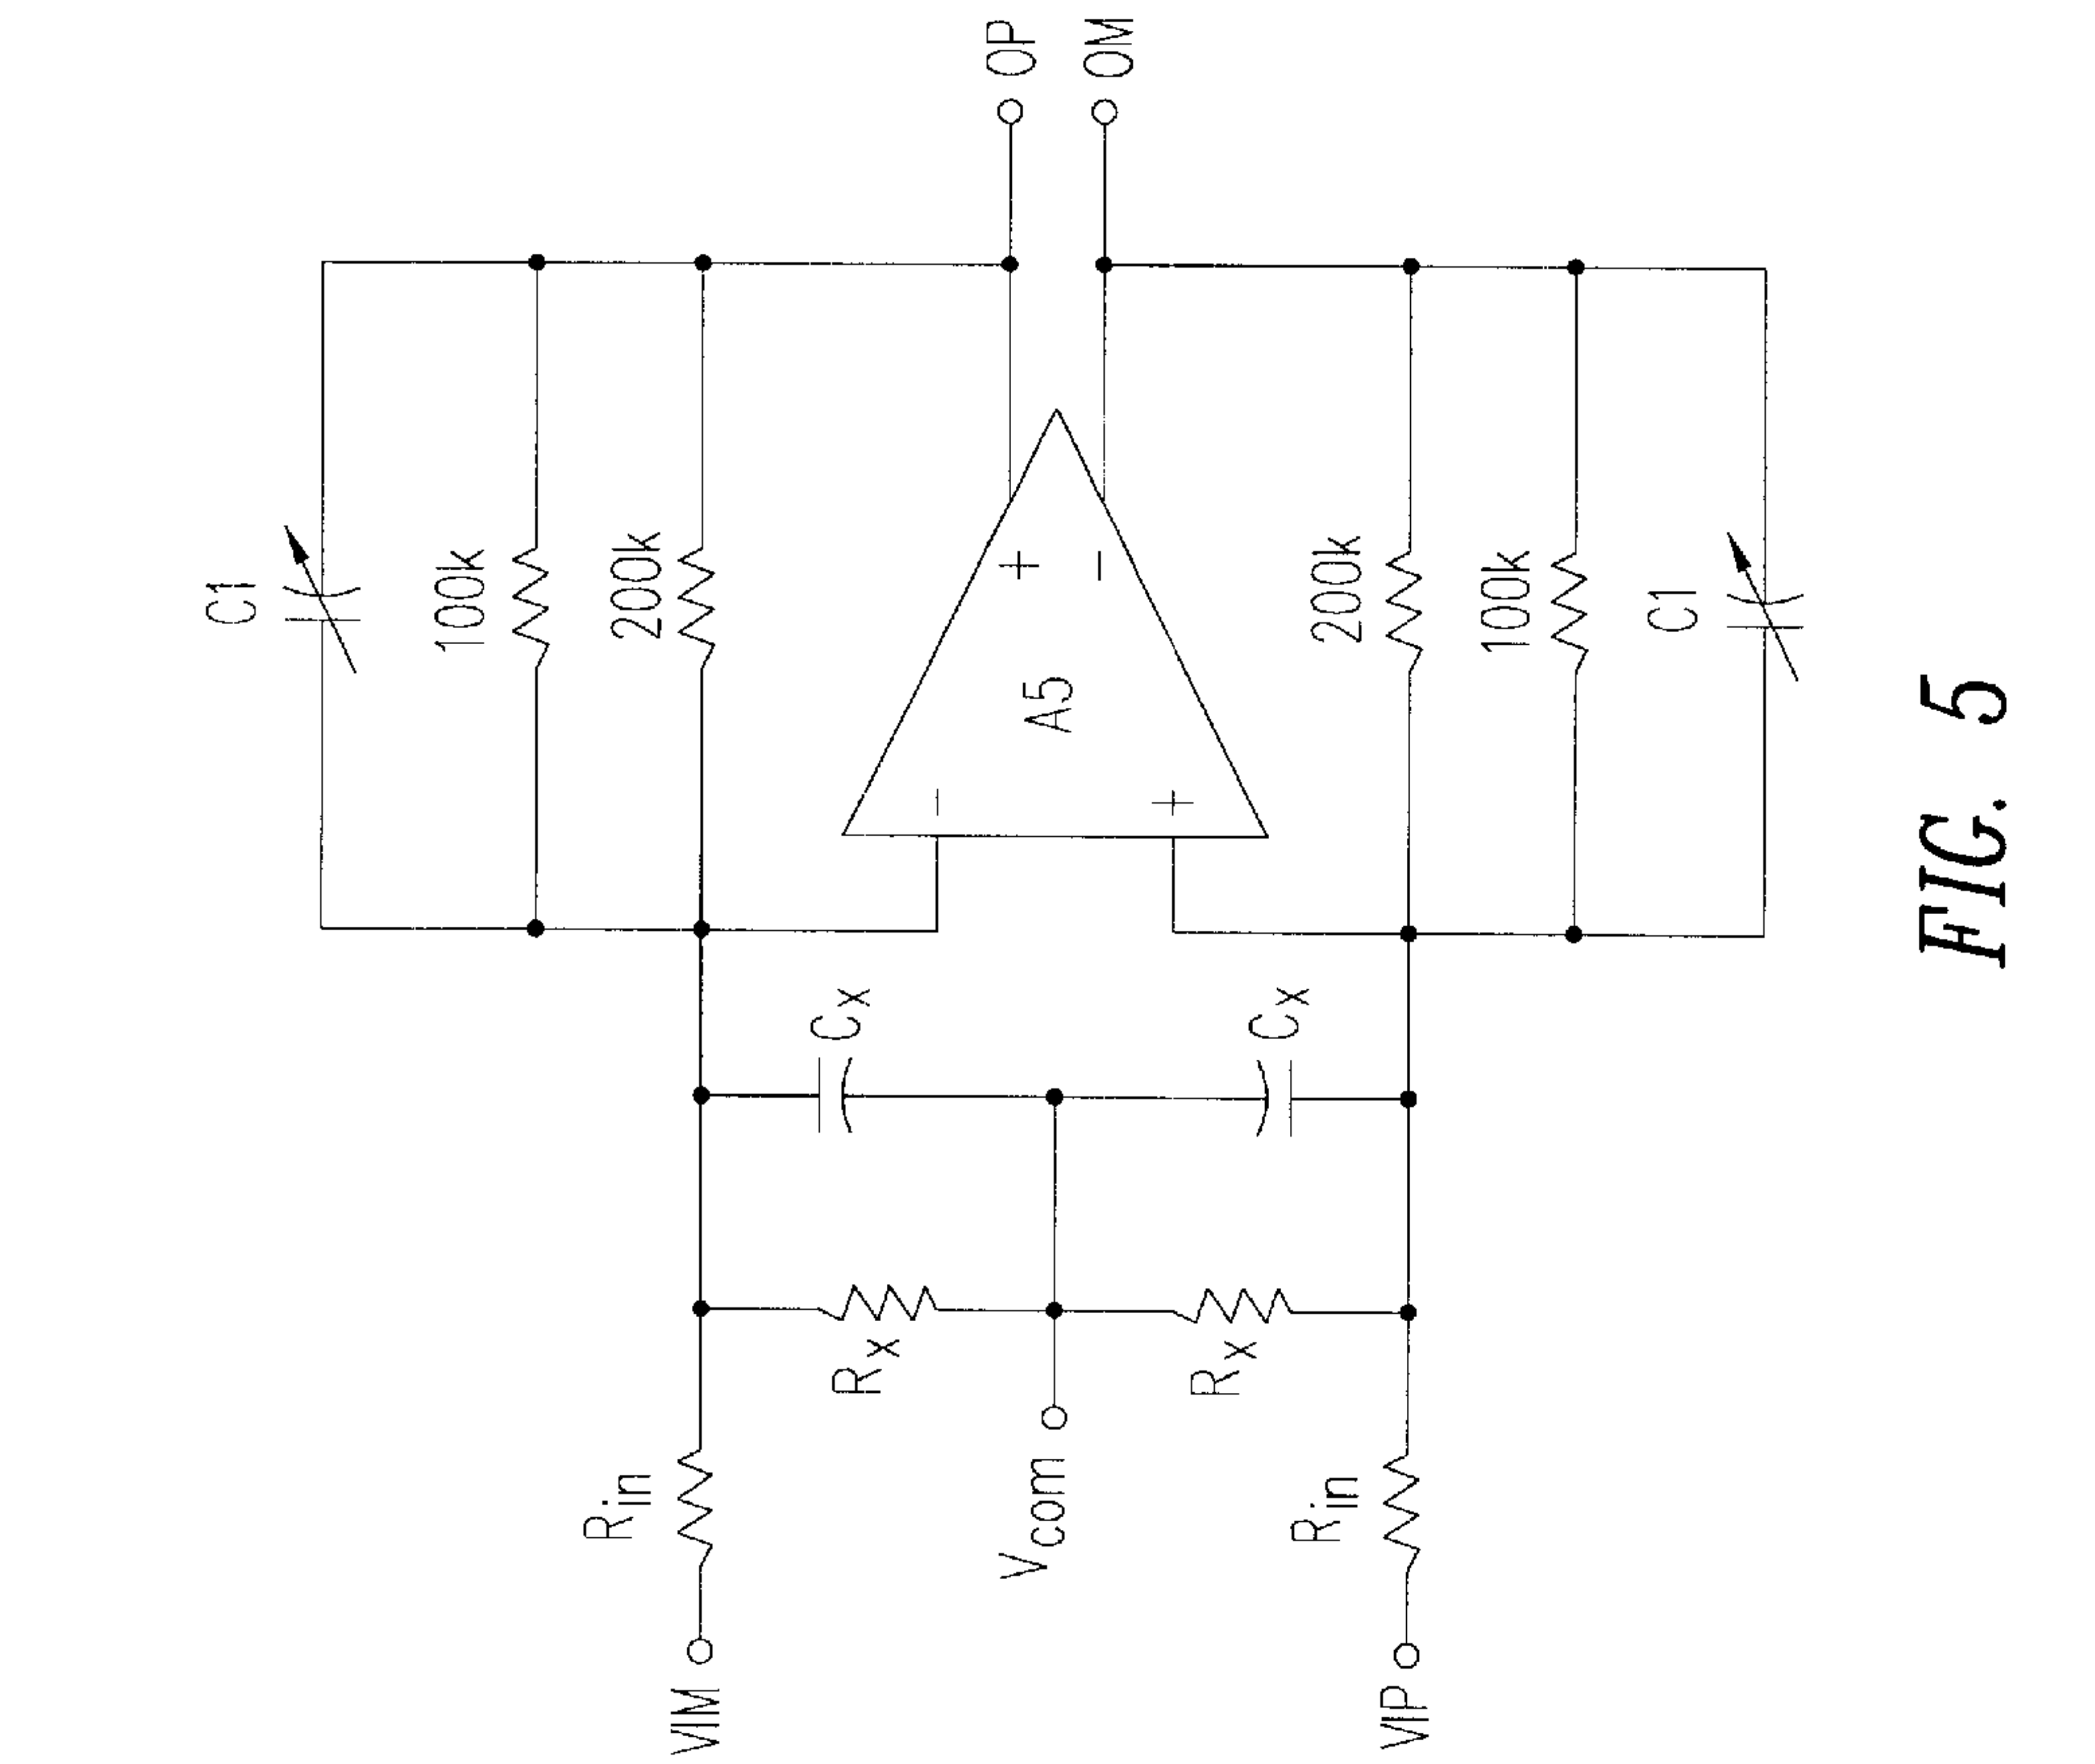 C1
100k
200k
OP
OM
+
−
A5
−
+
200k
100k
C1
Cx
Cx
Rx
Rx
Rin
Vcom
Rin
VIM
VIP
FIG. 5